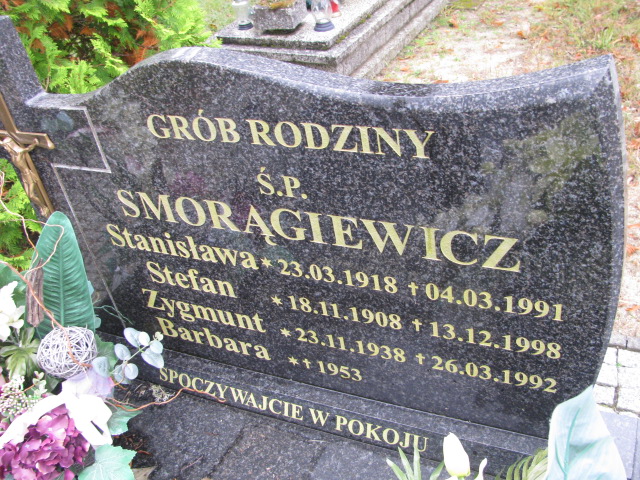 GRÓB RODZINY
Ś.P.
SMORĄGIEWICZ
Stanisława * 23.03.1918 † 04.03.1991
Stefan * 18.11.1908 † 13.12.1998
Zygmunt * 23.11.1938 † 26.03.1992
Barbara * † 1953
SPOCZYWAJCIE W POKOJU